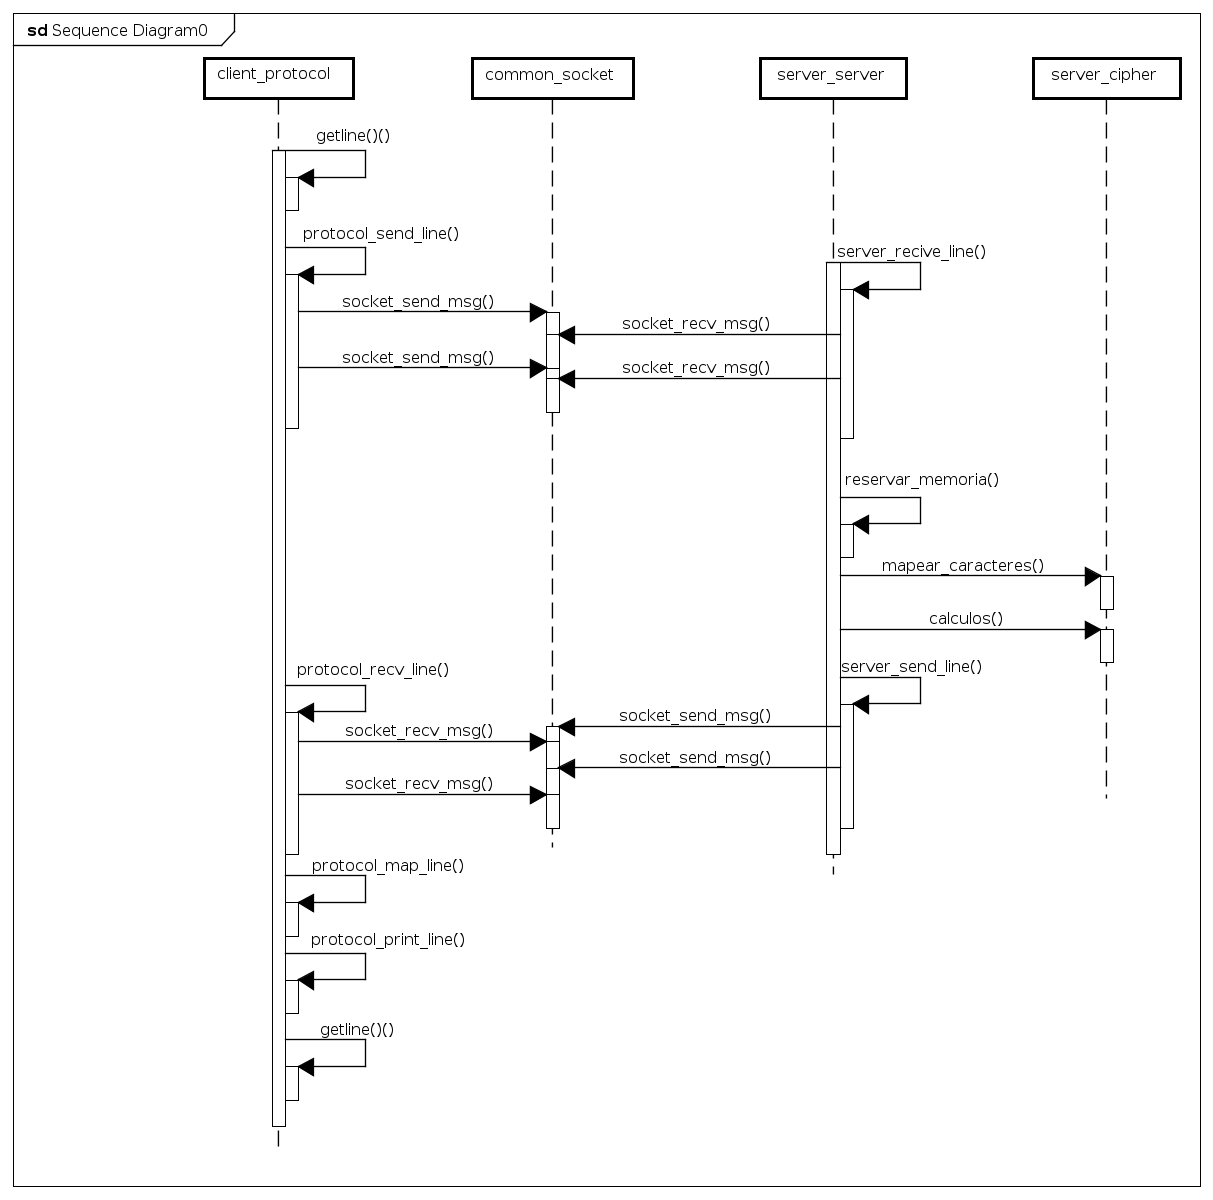 sd Sequence Diagram0
client_protocol
common_socket
server_server
server_cipher
getline()()
protocol_send_line()
server_recive_line()
socket_send_msg()
socket_recv_msg()
socket_send_msg()
socket_recv_msg()
reservar_memoria()
mapear_caracteres()
calculos()
server_send_line()
protocol_recv_line()
socket_send_msg()
socket_recv_msg()
socket_send_msg()
socket_recv_msg()
protocol_map_line()
protocol_print_line()
getline()()